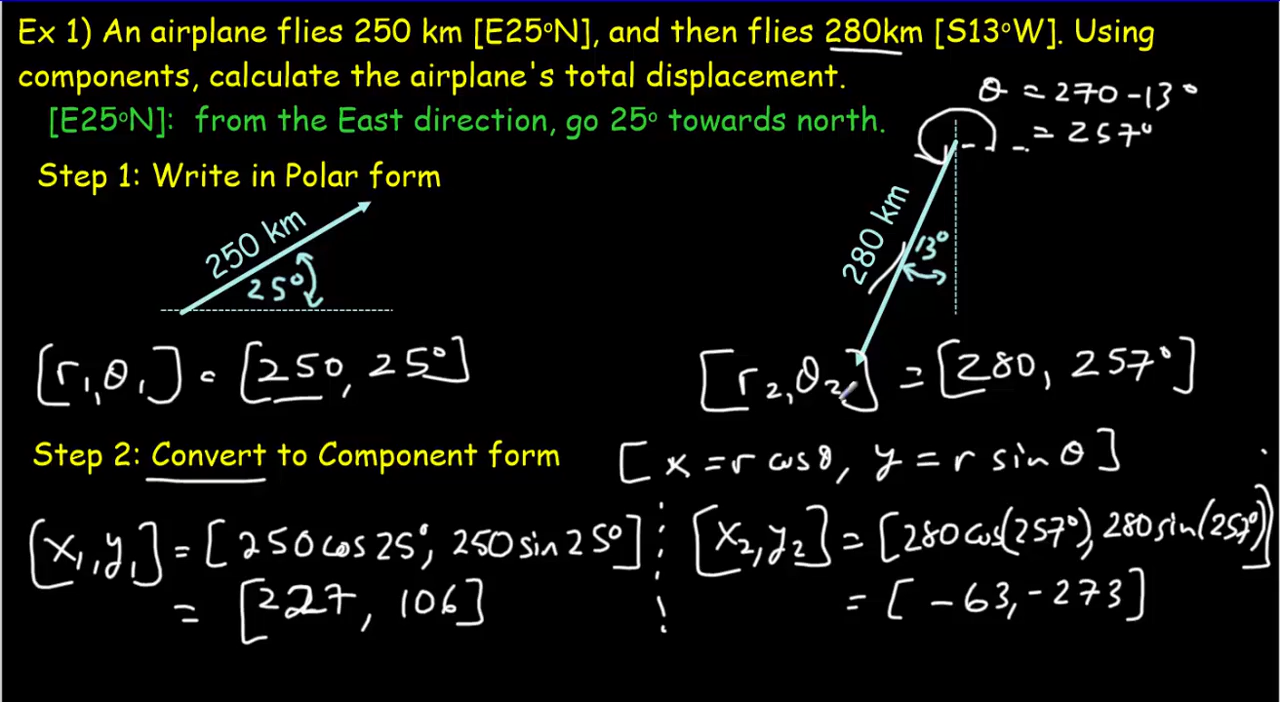 Ex 1) An airplane flies 250 km [E25°N], and then flies 280km [S13°W]. Using
components, calculate the airplane's total displacement.
θ = 270 - 13°
= 257°
[E25°N]: from the East direction, go 25° towards north.
Step 1: Write in Polar form
250 km
25°
280 km
13°
[r₁, θ₁] = [250, 25°]
[r₂, θ₂] = [280, 257°]
Step 2: Convert to Component form
[x = r cos θ, y = r sin θ]
[x₁, y₁] = [250 cos 25°, 250 sin 25°]
= [227, 106]
[x₂, y₂] = [280 cos(257°), 280 sin(257°)]
= [-63, -273]